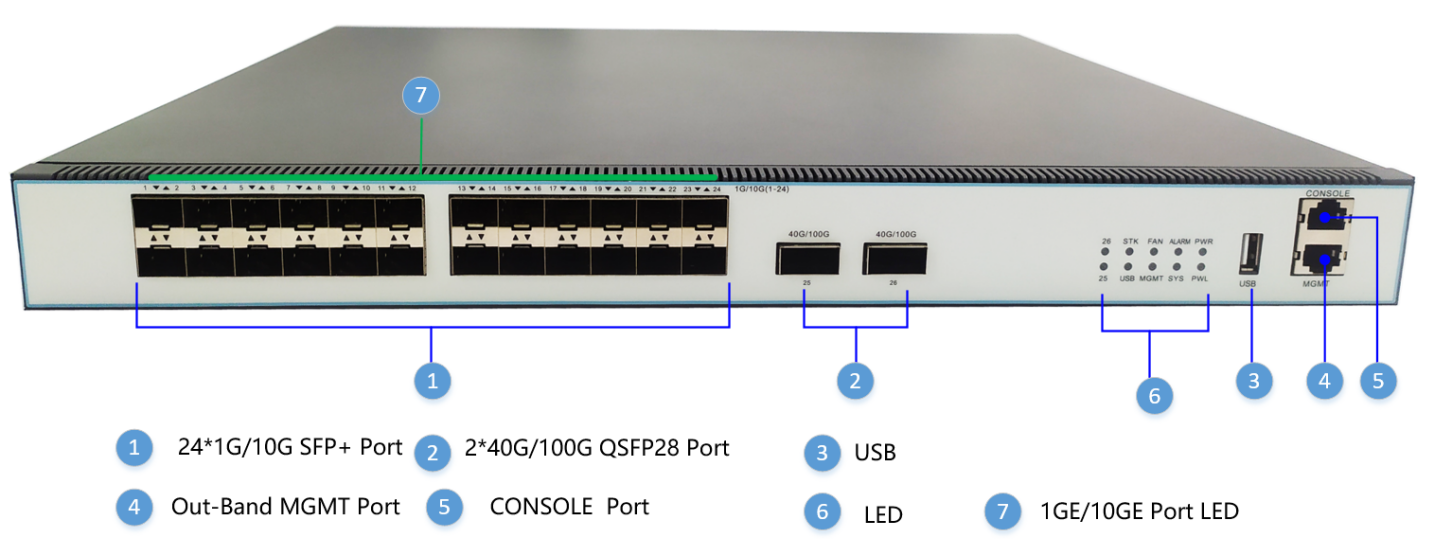 7
1 ▼▲ 2 3 ▼▲ 4 5 ▼▲ 6 7 ▼▲ 8 9 ▼▲ 10 11 ▼▲ 12 13 ▼▲ 14 15 ▼▲ 16 17 ▼▲ 18 19 ▼▲ 20 21 ▼▲ 22 23 ▼▲ 24 1G/10G(1-24)
CONSOLE
40G/100G 40G/100G
26 STK FAN ALARM PWR
25 USB MGMT SYS PWL
25 26
USB MGMT
1 2 6 3 4 5
1 24*1G/10G SFP+ Port 2 2*40G/100G QSFP28 Port 3 USB
4 Out-Band MGMT Port 5 CONSOLE Port 6 LED 7 1GE/10GE Port LED